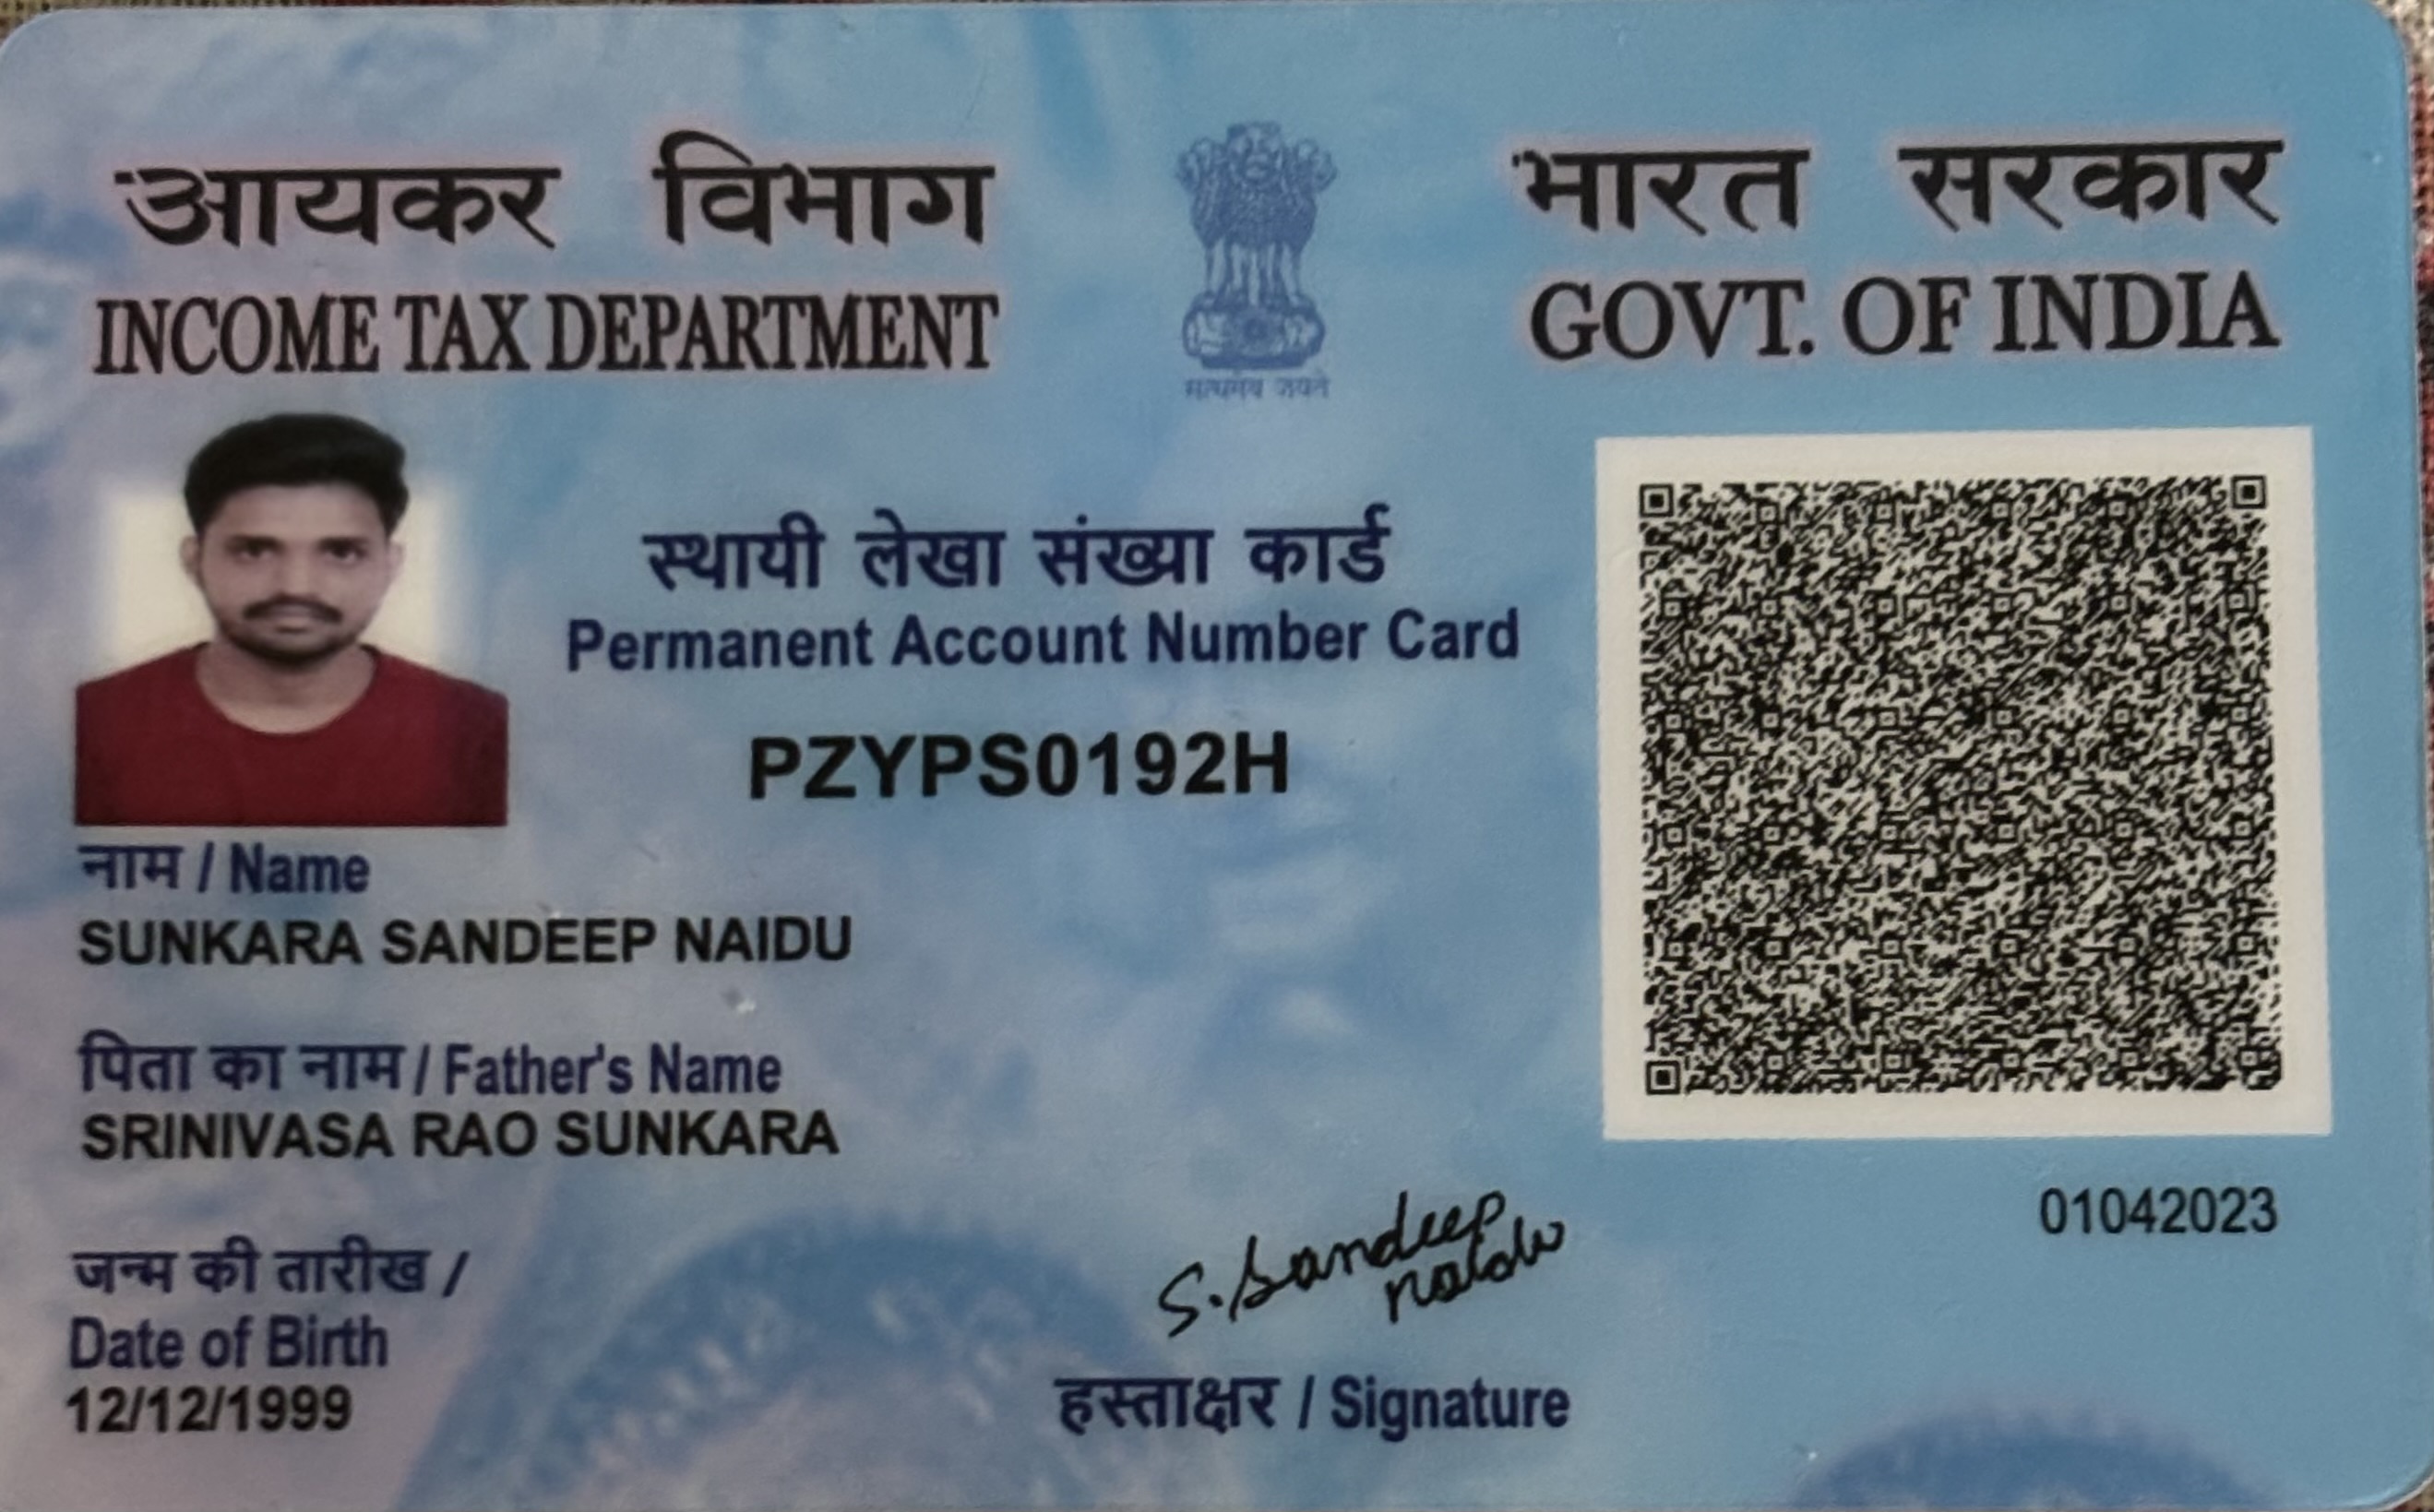 आयकर विभाग
INCOME TAX DEPARTMENT
सत्यमेव जयते
भारत सरकार
GOVT. OF INDIA
स्थायी लेखा संख्या कार्ड
Permanent Account Number Card
PZYPS0192H
नाम / Name
SUNKARA SANDEEP NAIDU
पिता का नाम / Father's Name
SRINIVASA RAO SUNKARA
जन्म की तारीख /
Date of Birth
12/12/1999
S. Sandeep
naidu
हस्ताक्षर / Signature
01042023